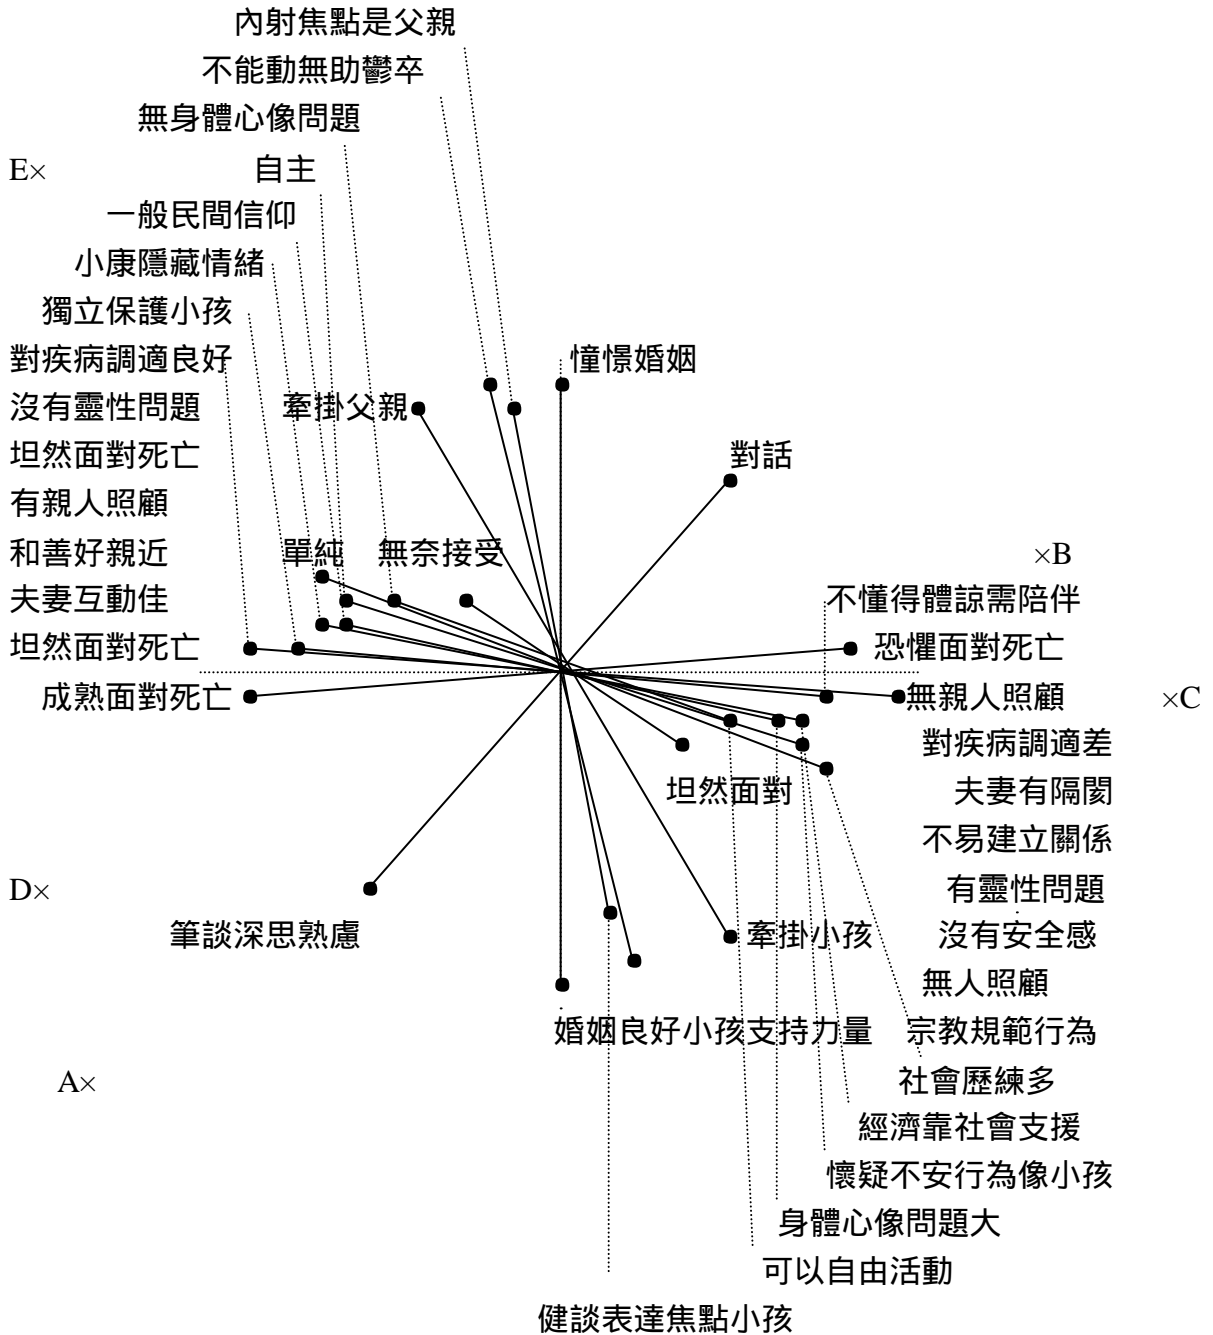 內射焦點是父親
不能動無助鬱卒
無身體心像問題
E× 自主
一般民間信仰
小康隱藏情緒
獨立保護小孩
對疾病調適良好 憧憬婚姻
沒有靈性問題 牽掛父親
坦然面對死亡 對話
有親人照顧
和善好親近 單純 無奈接受 ×B
夫妻互動佳 不懂得體諒需陪伴
坦然面對死亡 恐懼面對死亡
成熟面對死亡 無親人照顧 ×C
對疾病調適差
坦然面對 夫妻有隔閡
不易建立關係
D× 有靈性問題
筆談深思熟慮 牽掛小孩 沒有安全感
無人照顧
婚姻良好小孩支持力量 宗教規範行為
A× 社會歷練多
經濟靠社會支援
懷疑不安行為像小孩
身體心像問題大
可以自由活動
健談表達焦點小孩